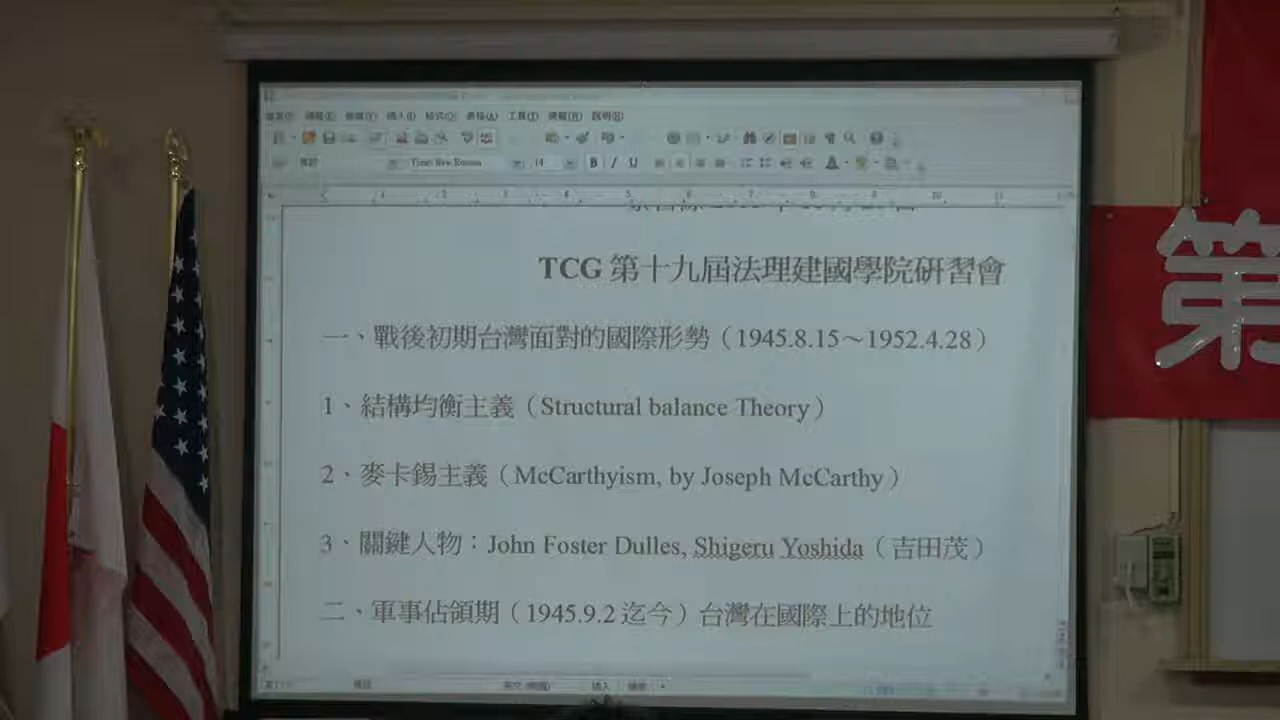 Times New Roman
14
B I U
TCG 第十九屆法理建國學院研習會
一、戰後初期台灣面對的國際形勢（1945.8.15～1952.4.28）
1、結構均衡主義（Structural balance Theory）
2、麥卡錫主義（McCarthyism, by Joseph McCarthy）
3、關鍵人物：John Foster Dulles, Shigeru Yoshida（吉田茂）
二、軍事佔領期（1945.9.2 迄今）台灣在國際上的地位
第